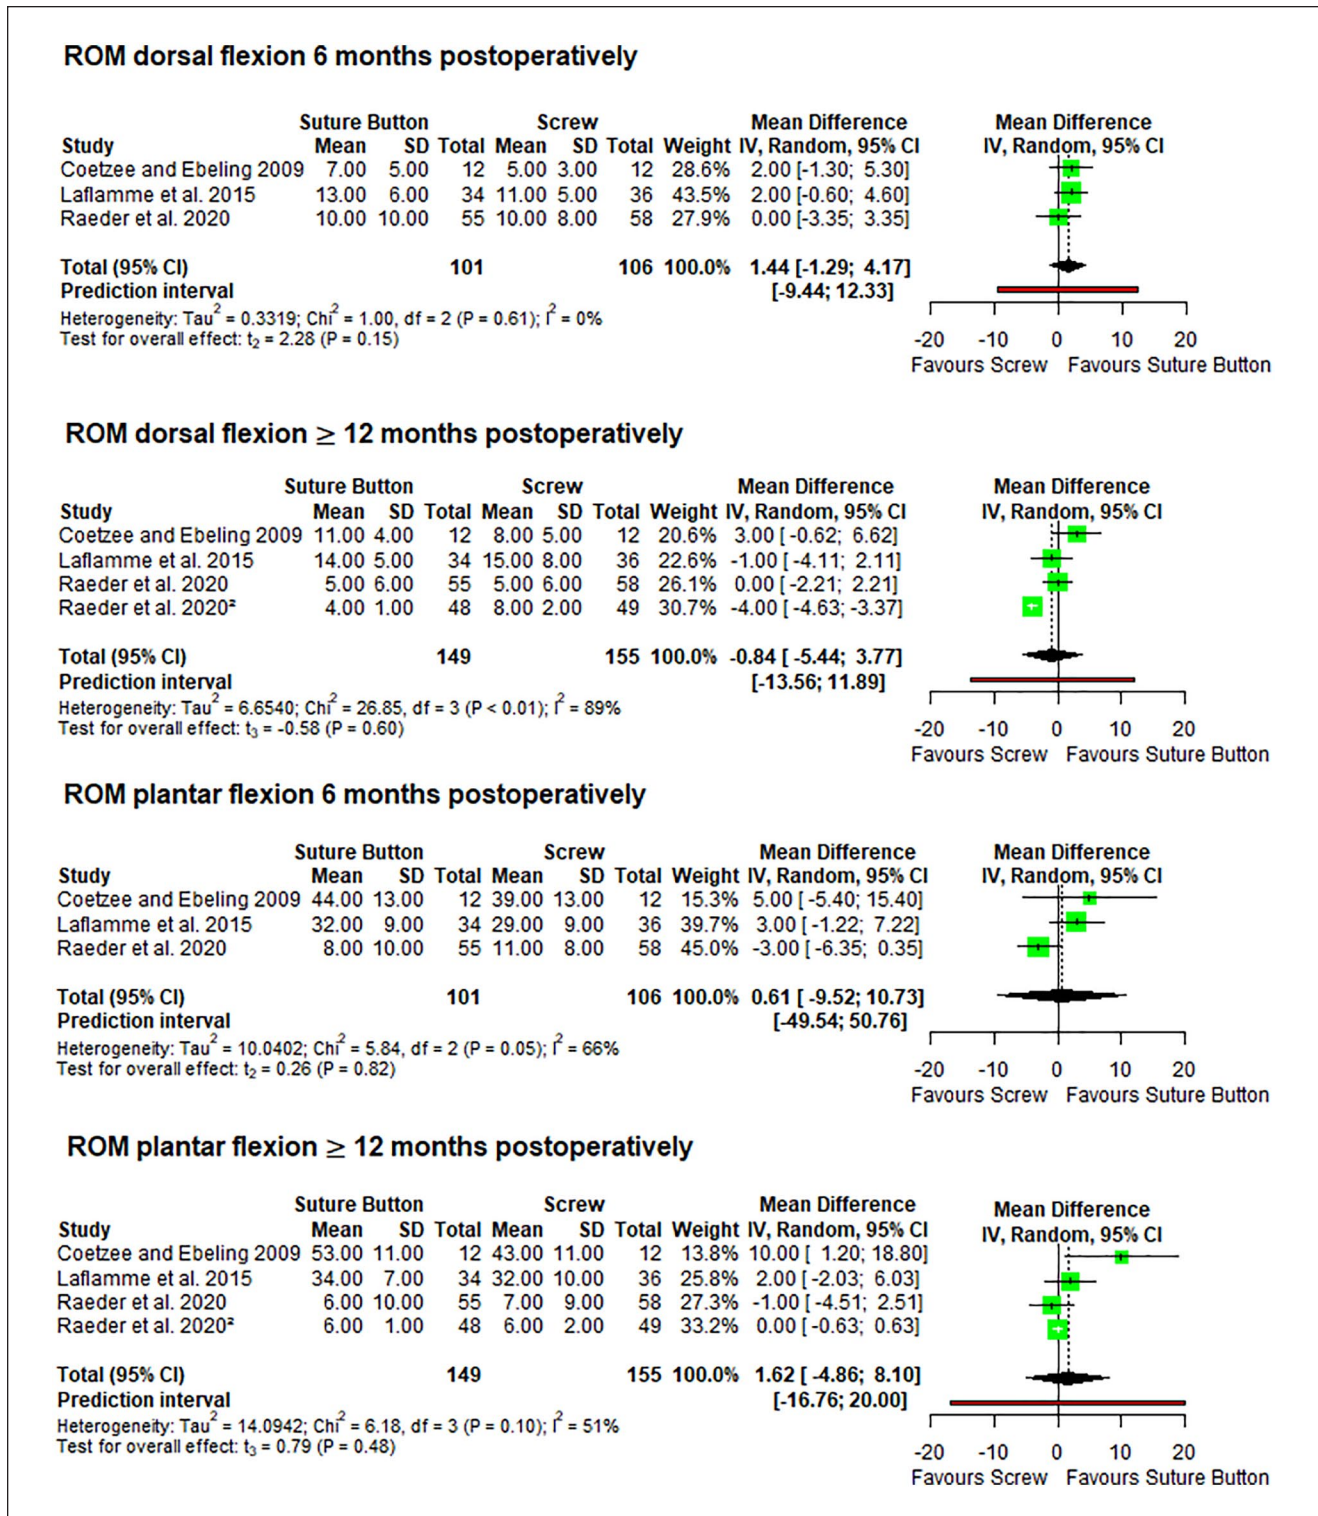 ROM dorsal flexion 6 months postoperatively
Suture Button Screw Mean Difference Mean Difference
Study Mean SD Total Mean SD Total Weight IV, Random, 95% CI IV, Random, 95% CI
Coetzee and Ebeling 2009 7.00 5.00 12 5.00 3.00 12 28.6% 2.00 [-1.30; 5.30]
Laflamme et al. 2015 13.00 6.00 34 11.00 5.00 36 43.5% 2.00 [-0.60; 4.60]
Raeder et al. 2020 10.00 10.00 55 10.00 8.00 58 27.9% 0.00 [-3.35; 3.35]
Total (95% CI) 101 106 100.0% 1.44 [-1.29; 4.17]
Prediction interval [-9.44; 12.33]
Heterogeneity: Tau² = 0.3319; Chi² = 1.00, df = 2 (P = 0.61); I² = 0%
Test for overall effect: t₂ = 2.28 (P = 0.15)
-20 -10 0 10 20
Favours Screw Favours Suture Button
ROM dorsal flexion ≥ 12 months postoperatively
Suture Button Screw Mean Difference Mean Difference
Study Mean SD Total Mean SD Total Weight IV, Random, 95% CI IV, Random, 95% CI
Coetzee and Ebeling 2009 11.00 4.00 12 8.00 5.00 12 20.6% 3.00 [ -0.62; 6.62]
Laflamme et al. 2015 14.00 5.00 34 15.00 8.00 36 22.6% -1.00 [ -4.11; 2.11]
Raeder et al. 2020 5.00 6.00 55 5.00 6.00 58 26.1% 0.00 [ -2.21; 2.21]
Raeder et al. 2020² 4.00 1.00 48 8.00 2.00 49 30.7% -4.00 [ -4.63; -3.37]
Total (95% CI) 149 155 100.0% -0.84 [ -5.44; 3.77]
Prediction interval [-13.56; 11.89]
Heterogeneity: Tau² = 6.6540; Chi² = 26.85, df = 3 (P < 0.01); I² = 89%
Test for overall effect: t₃ = -0.58 (P = 0.60)
-20 -10 0 10 20
Favours Screw Favours Suture Button
ROM plantar flexion 6 months postoperatively
Suture Button Screw Mean Difference Mean Difference
Study Mean SD Total Mean SD Total Weight IV, Random, 95% CI IV, Random, 95% CI
Coetzee and Ebeling 2009 44.00 13.00 12 39.00 13.00 12 15.3% 5.00 [ -5.40; 15.40]
Laflamme et al. 2015 32.00 9.00 34 29.00 9.00 36 39.7% 3.00 [ -1.22; 7.22]
Raeder et al. 2020 8.00 10.00 55 11.00 8.00 58 45.0% -3.00 [ -6.35; 0.35]
Total (95% CI) 101 106 100.0% 0.61 [ -9.52; 10.73]
Prediction interval [-49.54; 50.76]
Heterogeneity: Tau² = 10.0402; Chi² = 5.84, df = 2 (P = 0.05); I² = 66%
Test for overall effect: t₂ = 0.26 (P = 0.82)
-20 -10 0 10 20
Favours Screw Favours Suture Button
ROM plantar flexion ≥ 12 months postoperatively
Suture Button Screw Mean Difference Mean Difference
Study Mean SD Total Mean SD Total Weight IV, Random, 95% CI IV, Random, 95% CI
Coetzee and Ebeling 2009 53.00 11.00 12 43.00 11.00 12 13.8% 10.00 [ 1.20; 18.80]
Laflamme et al. 2015 34.00 7.00 34 32.00 10.00 36 25.8% 2.00 [ -2.03; 6.03]
Raeder et al. 2020 6.00 10.00 55 7.00 9.00 58 27.3% -1.00 [ -4.51; 2.51]
Raeder et al. 2020² 6.00 1.00 48 6.00 2.00 49 33.2% 0.00 [ -0.63; 0.63]
Total (95% CI) 149 155 100.0% 1.62 [ -4.86; 8.10]
Prediction interval [-16.76; 20.00]
Heterogeneity: Tau² = 14.0942; Chi² = 6.18, df = 3 (P = 0.10); I² = 51%
Test for overall effect: t₃ = 0.79 (P = 0.48)
-20 -10 0 10 20
Favours Screw Favours Suture Button